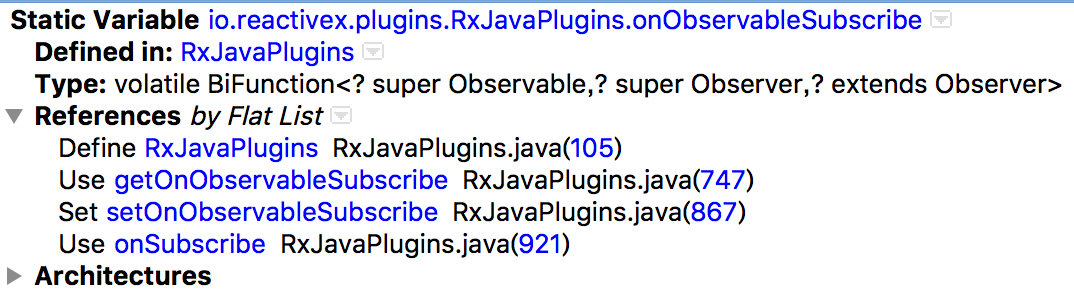 Static Variable io.reactivex.plugins.RxJavaPlugins.onObservableSubscribe
Defined in: RxJavaPlugins
Type: volatile BiFunction<? super Observable,? super Observer,? extends Observer>
References by Flat List
Define RxJavaPlugins RxJavaPlugins.java(105)
Use getOnObservableSubscribe RxJavaPlugins.java(747)
Set setOnObservableSubscribe RxJavaPlugins.java(867)
Use onSubscribe RxJavaPlugins.java(921)
Architectures